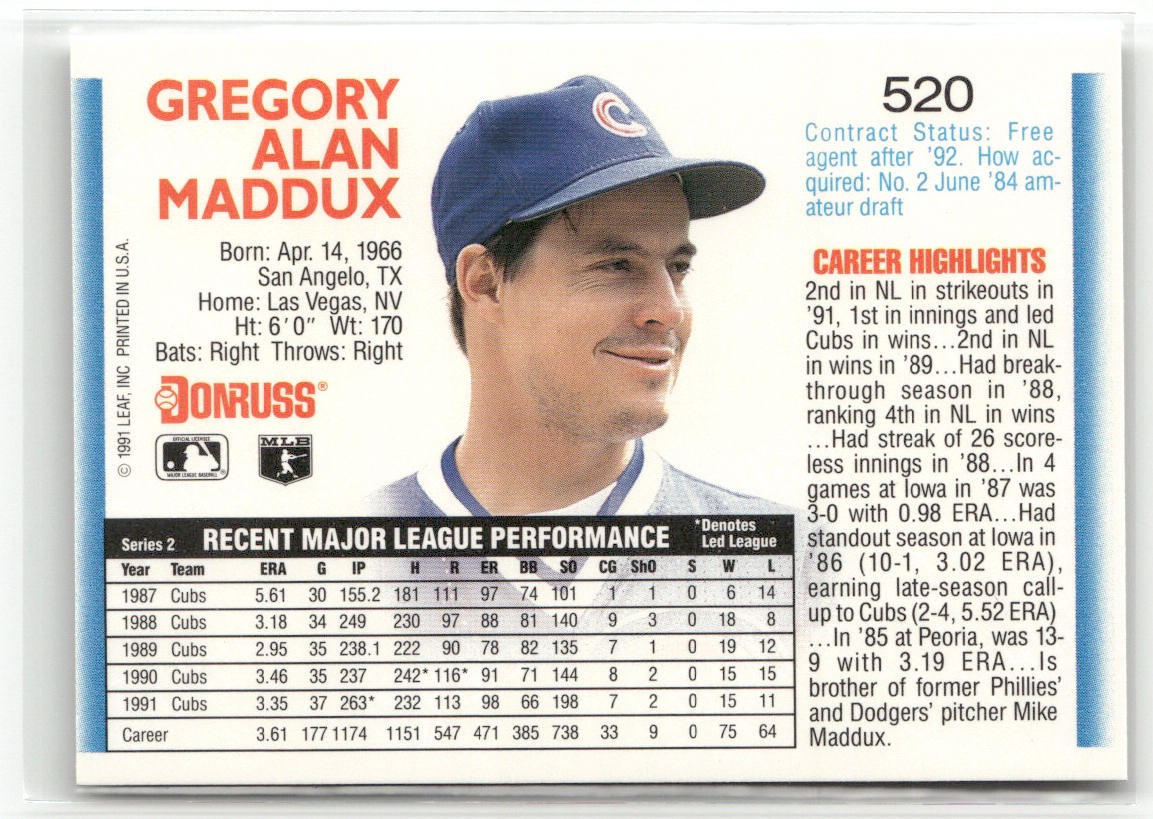 GREGORY
ALAN
MADDUX
Born: Apr. 14, 1966
San Angelo, TX
Home: Las Vegas, NV
Ht: 6'0" Wt: 170
Bats: Right Throws: Right
DONRUSS®
OFFICIAL LICENSEE
MAJOR LEAGUE BASEBALL
MLB
© 1991 LEAF, INC PRINTED IN U.S.A.
C
520
Contract Status: Free
agent after '92. How ac-
quired: No. 2 June '84 am-
ateur draft
CAREER HIGHLIGHTS
2nd in NL in strikeouts in
'91, 1st in innings and led
Cubs in wins...2nd in NL
in wins in '89...Had break-
through season in '88,
ranking 4th in NL in wins
...Had streak of 26 score-
less innings in '88...In 4
games at Iowa in '87 was
3-0 with 0.98 ERA...Had
standout season at Iowa in
'86 (10-1, 3.02 ERA),
earning late-season call-
up to Cubs (2-4, 5.52 ERA)
...In '85 at Peoria, was 13-
9 with 3.19 ERA...Is
brother of former Phillies'
and Dodgers' pitcher Mike
Maddux.
Series 2 RECENT MAJOR LEAGUE PERFORMANCE *Denotes
Led League
Year Team ERA G IP H R ER BB SO CG ShO S W L
1987 Cubs 5.61 30 155.2 181 111 97 74 101 1 1 0 6 14
1988 Cubs 3.18 34 249 230 97 88 81 140 9 3 0 18 8
1989 Cubs 2.95 35 238.1 222 90 78 82 135 7 1 0 19 12
1990 Cubs 3.46 35 237 242* 116* 91 71 144 8 2 0 15 15
1991 Cubs 3.35 37 263* 232 113 98 66 198 7 2 0 15 11
Career 3.61 177 1174 1151 547 471 385 738 33 9 0 75 64